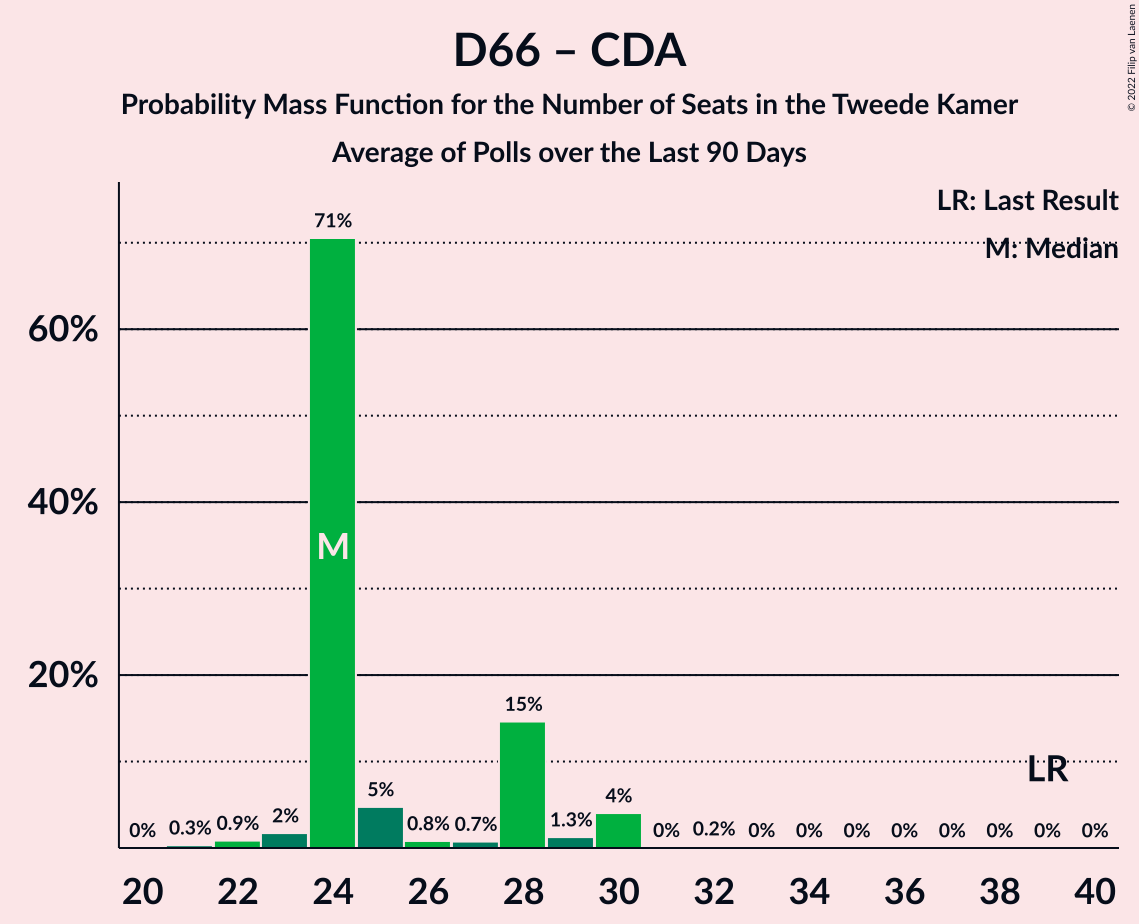 D66 – CDA
Probability Mass Function for the Number of Seats in the Tweede Kamer
Average of Polls over the Last 90 Days
© 2022 Filip van Laenen
LR: Last Result
M: Median
71%
60%
40%
20%
M
LR
0% 0.3% 0.9% 2% 5% 0.8% 0.7% 15% 1.3% 4% 0% 0.2% 0% 0% 0% 0% 0% 0% 0% 0%
20 22 24 26 28 30 32 34 36 38 40